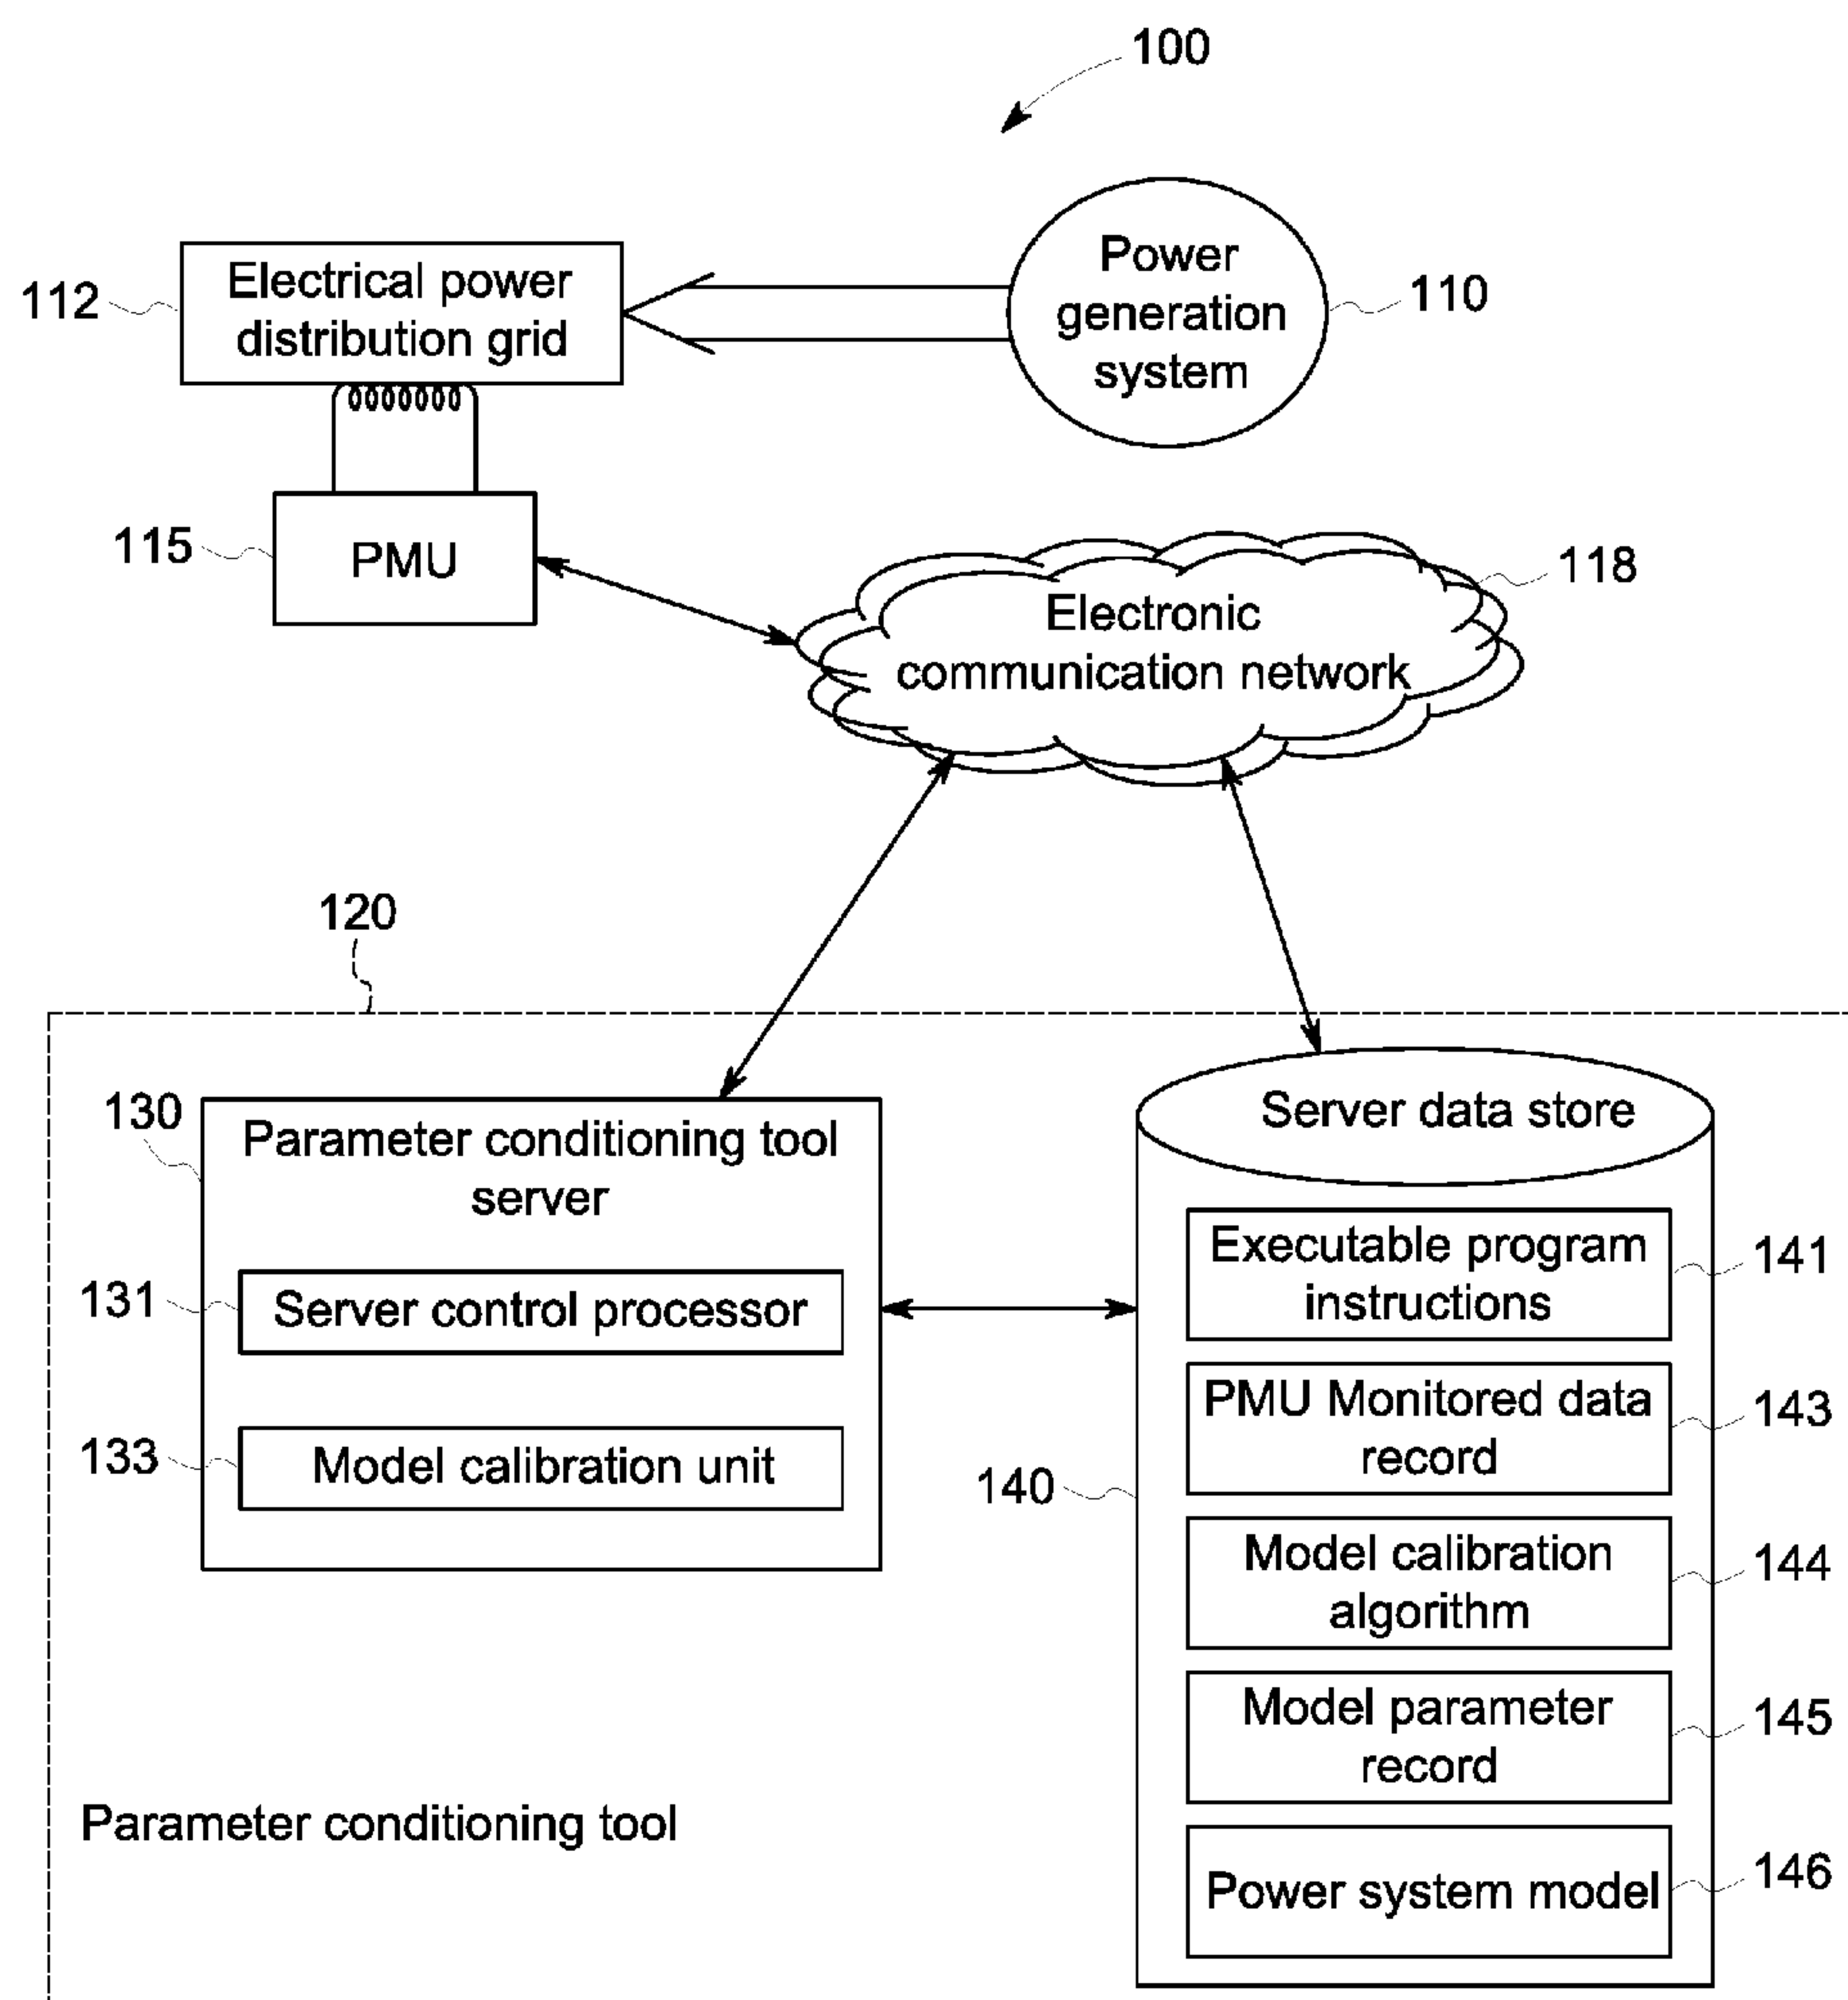 100
Electrical power
distribution grid
112
Power
generation
system
110
115
PMU
118
Electronic
communication network
120
130
Parameter conditioning tool
server
131
Server control processor
133
Model calibration unit
Server data store
Executable program
instructions
141
PMU Monitored data
record
143
140
Model calibration
algorithm
144
Model parameter
record
145
Power system model
146
Parameter conditioning tool